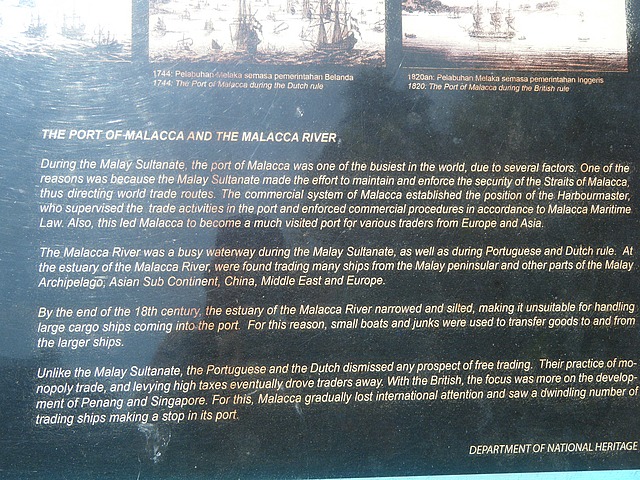 1744: Pelabuhan Melaka semasa pemerintahan Belanda
1744: The Port of Malacca during the Dutch rule
1820an: Pelabuhan Melaka semasa pemerintahan Inggeris
1820: The Port of Malacca during the British rule
THE PORT OF MALACCA AND THE MALACCA RIVER
During the Malay Sultanate, the port of Malacca was one of the busiest in the world, due to several factors. One of the
reasons was because the Malay Sultanate made the effort to maintain and enforce the security of the Straits of Malacca,
thus directing world trade routes. The commercial system of Malacca established the position of the Harbourmaster,
who supervised the trade activities in the port and enforced commercial procedures in accordance to Malacca Maritime
Law. Also, this led Malacca to become a much visited port for various traders from Europe and Asia.
The Malacca River was a busy waterway during the Malay Sultanate, as well as during Portuguese and Dutch rule. At
the estuary of the Malacca River, were found trading many ships from the Malay peninsular and other parts of the Malay
Archipelago, Asian Sub Continent, China, Middle East and Europe.
By the end of the 18th century, the estuary of the Malacca River narrowed and silted, making it unsuitable for handling
large cargo ships coming into the port. For this reason, small boats and junks were used to transfer goods to and from
the larger ships.
Unlike the Malay Sultanate, the Portuguese and the Dutch dismissed any prospect of free trading. Their practice of mo-
nopoly trade, and levying high taxes eventually drove traders away. With the British, the focus was more on the develop-
ment of Penang and Singapore. For this, Malacca gradually lost international attention and saw a dwindling number of
trading ships making a stop in its port.
DEPARTMENT OF NATIONAL HERITAGE